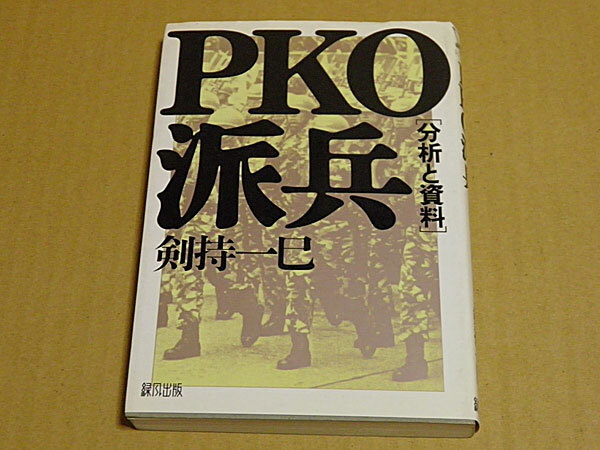 PKO
派兵
[分析と資料]
剣持一巳
緑風出版